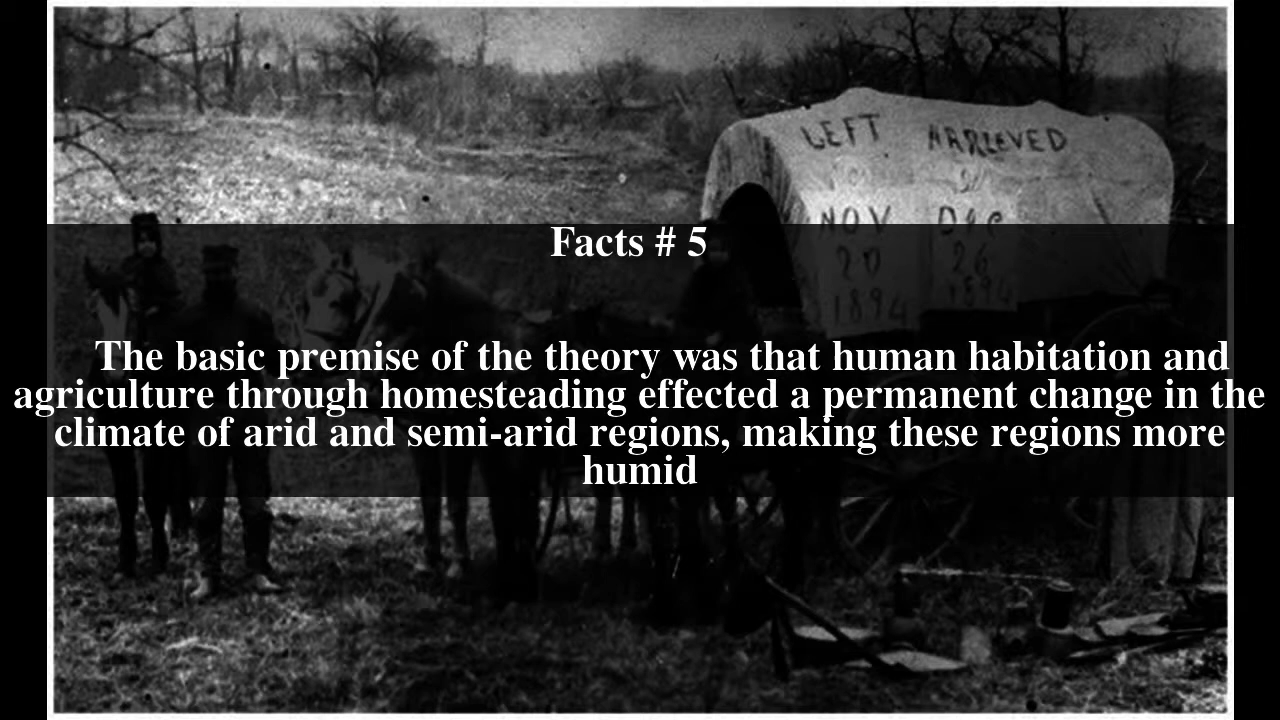 LEFT ARRIEVED
NOV DEC
20 26
1894 1894
Facts # 5
The basic premise of the theory was that human habitation and
agriculture through homesteading effected a permanent change in the
climate of arid and semi-arid regions, making these regions more
humid